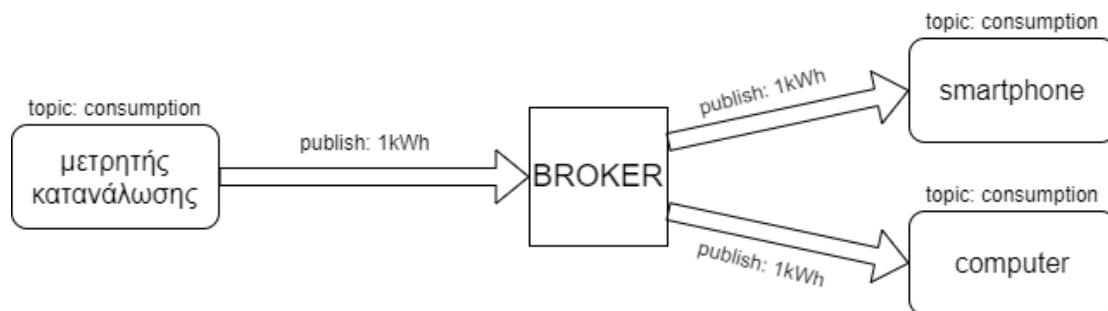 topic: consumption
μετρητής
κατανάλωσης
publish: 1kWh
BROKER
publish: 1kWh
topic: consumption
smartphone
publish: 1kWh
topic: consumption
computer